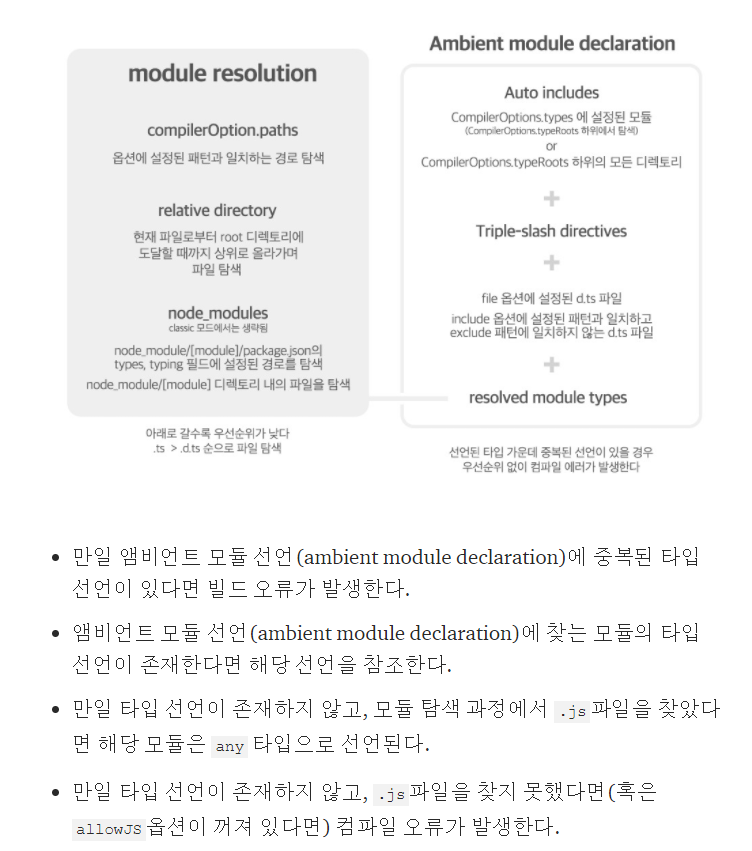 module resolution
compilerOption.paths
옵션에 설정된 패턴과 일치하는 경로 탐색
relative directory
현재 파일로부터 root 디렉토리에
도달할 때까지 상위로 올라가며
파일 탐색
node_modules
classic 모드에서는 생략됨
node_module/[module]/package.json의
types, typing 필드에 설정된 경로를 탐색
node_module/[module] 디렉토리 내의 파일을 탐색
아래로 갈수록 우선순위가 낮다
.ts > .d.ts 순으로 파일 탐색
Ambient module declaration
Auto includes
CompilerOptions.types 에 설정된 모듈
(CompilerOptions.typeRoots 하위에서 탐색)
or
CompilerOptions.typeRoots 하위의 모든 디렉토리
+
Triple-slash directives
+
file 옵션에 설정된 d.ts 파일
include 옵션에 설정된 패턴과 일치하고
exclude 패턴에 일치하지 않는 d.ts 파일
+
resolved module types
선언된 타입 가운데 중복된 선언이 있을 경우
우선순위 없이 컴파일 에러가 발생한다
• 만일 앰비언트 모듈 선언(ambient module declaration)에 중복된 타입
선언이 있다면 빌드 오류가 발생한다.
• 앰비언트 모듈 선언(ambient module declaration)에 찾는 모듈의 타입
선언이 존재한다면 해당 선언을 참조한다.
• 만일 타입 선언이 존재하지 않고, 모듈 탐색 과정에서 .js파일을 찾았다
면 해당 모듈은 any 타입으로 선언된다.
• 만일 타입 선언이 존재하지 않고, .js파일을 찾지 못했다면(혹은
allowJS옵션이 꺼져 있다면) 컴파일 오류가 발생한다.